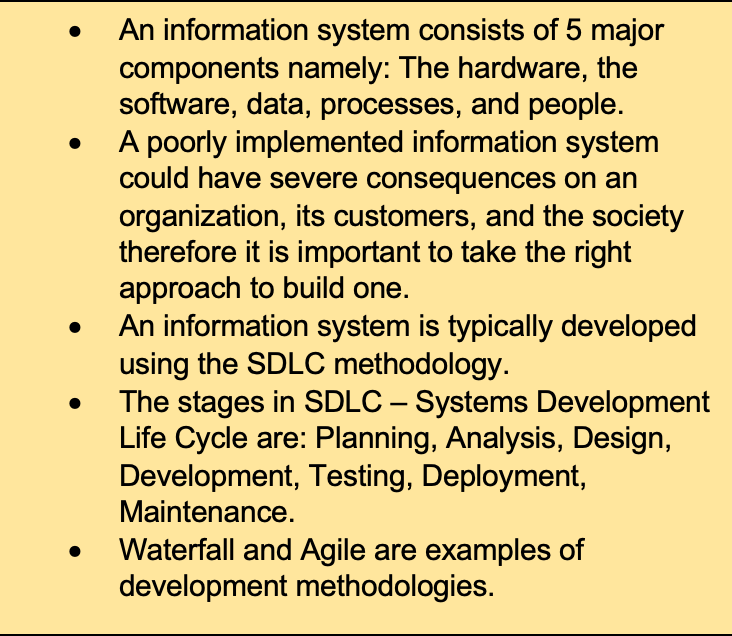 • An information system consists of 5 major
components namely: The hardware, the
software, data, processes, and people.
• A poorly implemented information system
could have severe consequences on an
organization, its customers, and the society
therefore it is important to take the right
approach to build one.
• An information system is typically developed
using the SDLC methodology.
• The stages in SDLC – Systems Development
Life Cycle are: Planning, Analysis, Design,
Development, Testing, Deployment,
Maintenance.
• Waterfall and Agile are examples of
development methodologies.